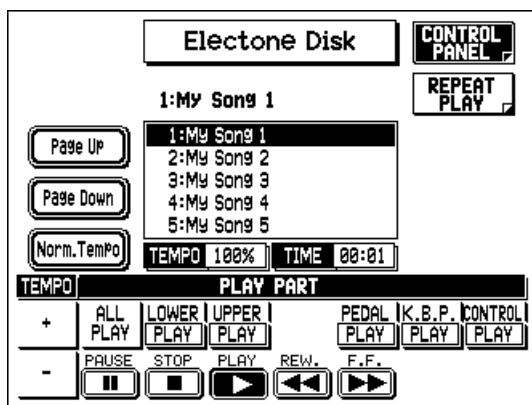 Electone Disk
CONTROL
PANEL
REPEAT
PLAY
1:My Song 1
1:My Song 1
2:My Song 2
3:My Song 3
4:My Song 4
5:My Song 5
Page Up
Page Down
Norm.Tempo
TEMPO 100% TIME 00:01
TEMPO PLAY PART
+ ALL PLAY
LOWER PLAY
UPPER PLAY
PEDAL PLAY
K.B.P. PLAY
CONTROL PLAY
- PAUSE STOP PLAY REW. F.F.